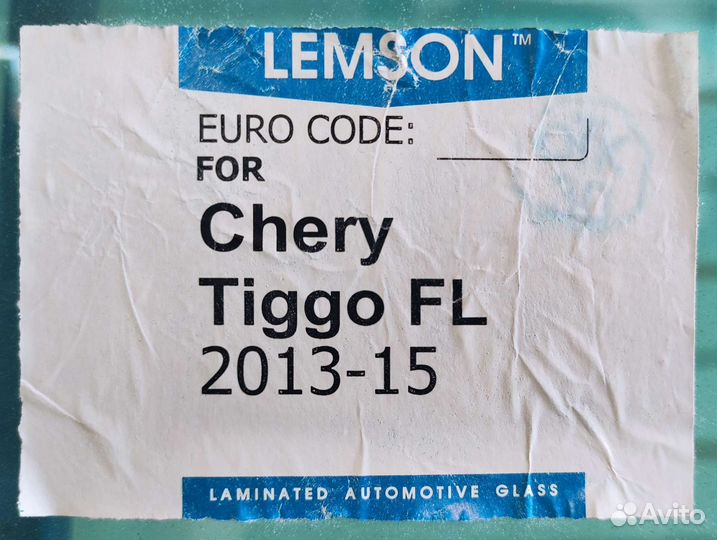 LEMSON™
EURO CODE:
FOR
Chery
Tiggo FL
2013-15
LAMINATED AUTOMOTIVE GLASS
Avito